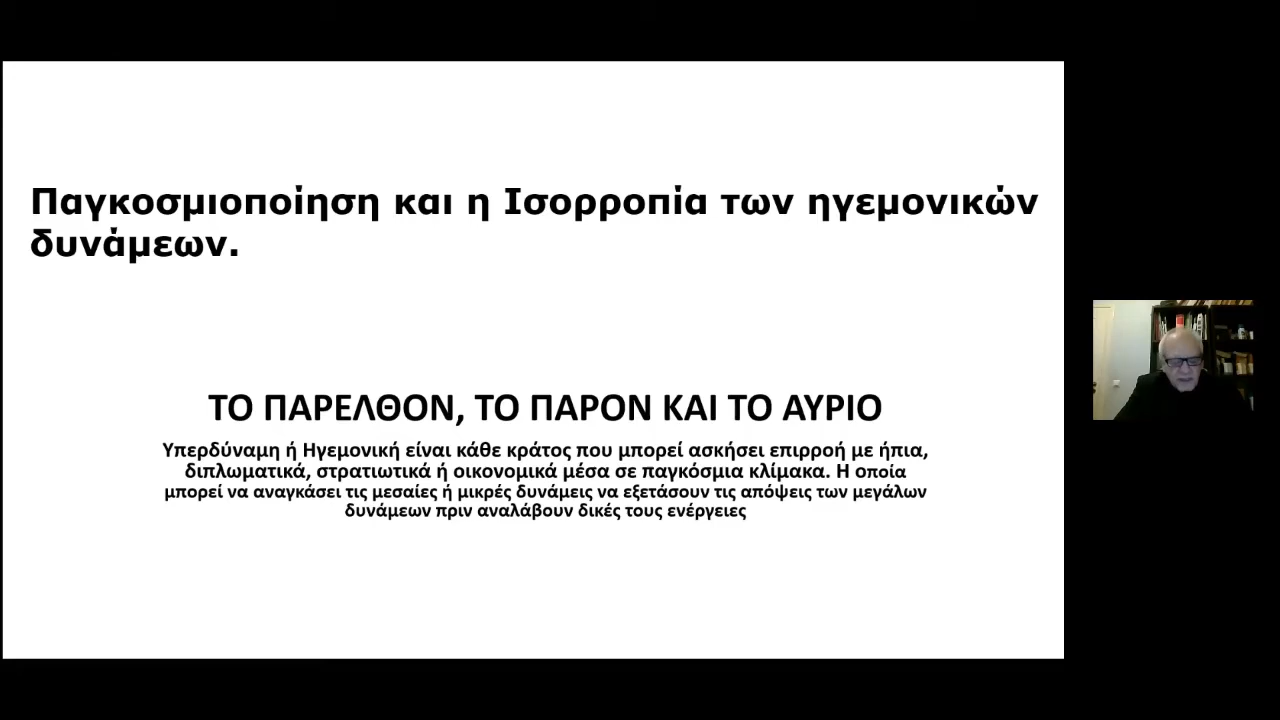 Παγκοσμιοποίηση και η Ισορροπία των ηγεμονικών
δυνάμεων.
ΤΟ ΠΑΡΕΛΘΟΝ, ΤΟ ΠΑΡΟΝ ΚΑΙ ΤΟ ΑΥΡΙΟ
Υπερδύναμη ή Ηγεμονική είναι κάθε κράτος που μπορεί ασκήσει επιρροή με ήπια,
διπλωματικά, στρατιωτικά ή οικονομικά μέσα σε παγκόσμια κλίμακα. Η οποία
μπορεί να αναγκάσει τις μεσαίες ή μικρές δυνάμεις να εξετάσουν τις απόψεις των μεγάλων
δυνάμεων πριν αναλάβουν δικές τους ενέργειες